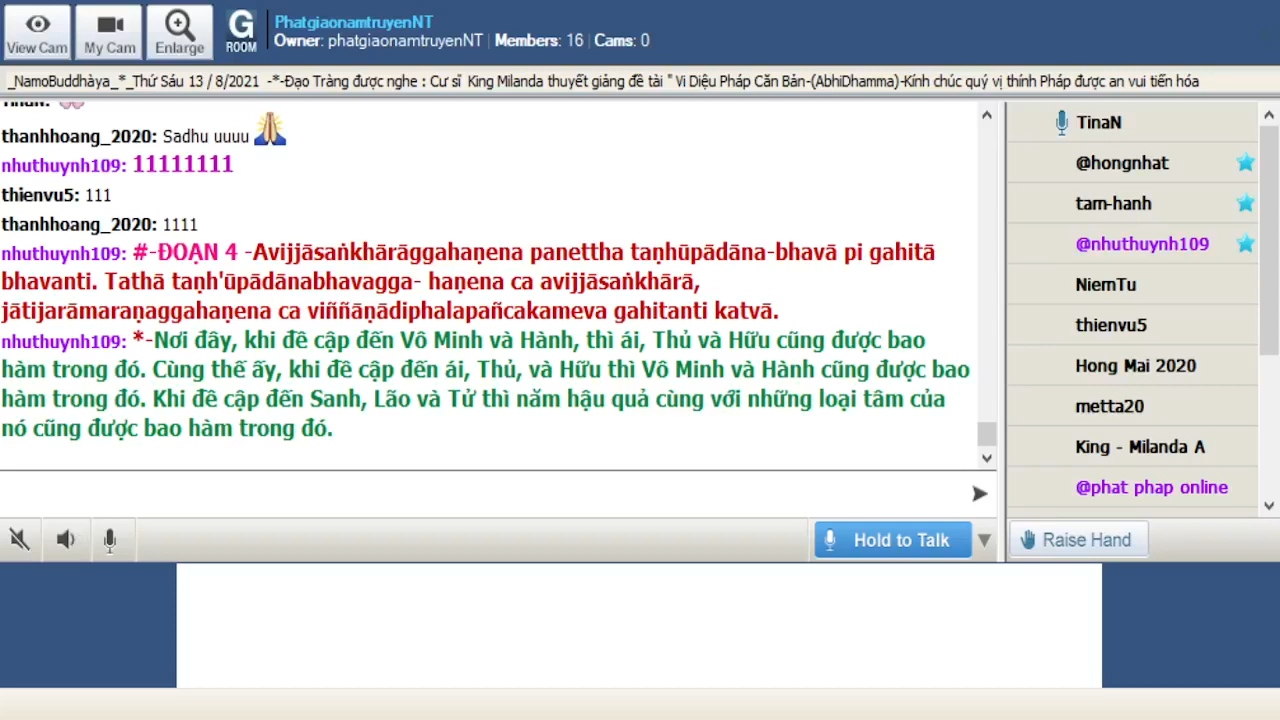 View Cam
My Cam
Enlarge
G
ROOM
PhatgiaonamtruyenNT
Owner: phatgiaonamtruyenNT | Members: 16 | Cams: 0
_NamoBuddhàya_*_Thứ Sáu 13 / 8/2021 -*-Đạo Tràng được nghe : Cư sĩ King Milanda thuyết giảng đề tài " Vi Diệu Pháp Căn Bản-(AbhiDhamma)-Kính chúc quý vị thính Pháp được an vui tiến hóa
TinaN:
thanhhoang_2020: Sadhu uuuu
nhuthuynh109: 11111111
thienvu5: 111
thanhhoang_2020: 1111
nhuthuynh109: #-ĐOẠN 4 -Avijjāsaṅkhārāggahaṇena panettha taṇhūpādāna-bhavā pi gahitā
bhavanti. Tathā taṇh'ūpādānabhavagga- haṇena ca avijjāsaṅkhārā,
jātijarāmaraṇaggahaṇena ca viññāṇādiphalapañcakameva gahitanti katvā.
nhuthuynh109: *-Nơi đây, khi đề cập đến Vô Minh và Hành, thì ái, Thủ và Hữu cũng được bao
hàm trong đó. Cùng thế ấy, khi đề cập đến ái, Thủ, và Hữu thì Vô Minh và Hành cũng được bao
hàm trong đó. Khi đề cập đến Sanh, Lão và Tử thì năm hậu quả cùng với những loại tâm của
nó cũng được bao hàm trong đó.
TinaN
@hongnhat
tam-hanh
@nhuthuynh109
NiemTu
thienvu5
Hong Mai 2020
metta20
King - Milanda A
@phat phap online
Hold to Talk
Raise Hand